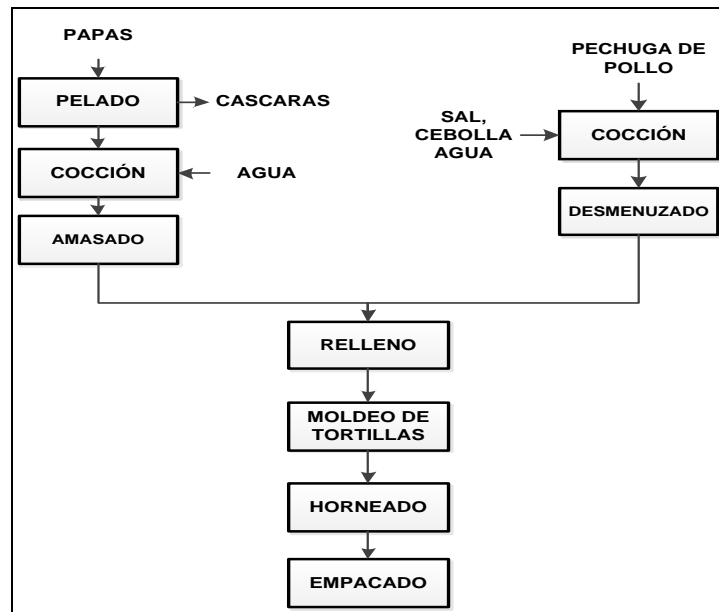 PAPAS
PELADO
CASCARAS
COCCIÓN
AGUA
AMASADO
PECHUGA DE
POLLO
SAL,
CEBOLLA
AGUA
COCCIÓN
DESMENUZADO
RELLENO
MOLDEO DE
TORTILLAS
HORNEADO
EMPACADO